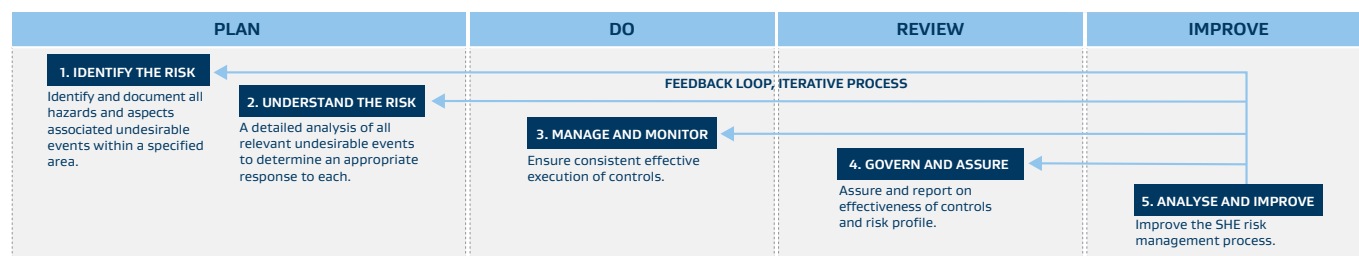 PLAN
DO
REVIEW
IMPROVE
1. IDENTIFY THE RISK
Identify and document all
hazards and aspects
associated undesirable
events within a specified
area.
FEEDBACK LOOP, ITERATIVE PROCESS
2. UNDERSTAND THE RISK
A detailed analysis of all
relevant undesirable events
to determine an appropriate
response to each.
3. MANAGE AND MONITOR
Ensure consistent effective
execution of controls.
4. GOVERN AND ASSURE
Assure and report on
effectiveness of controls
and risk profile.
5. ANALYSE AND IMPROVE
Improve the SHE risk
management process.